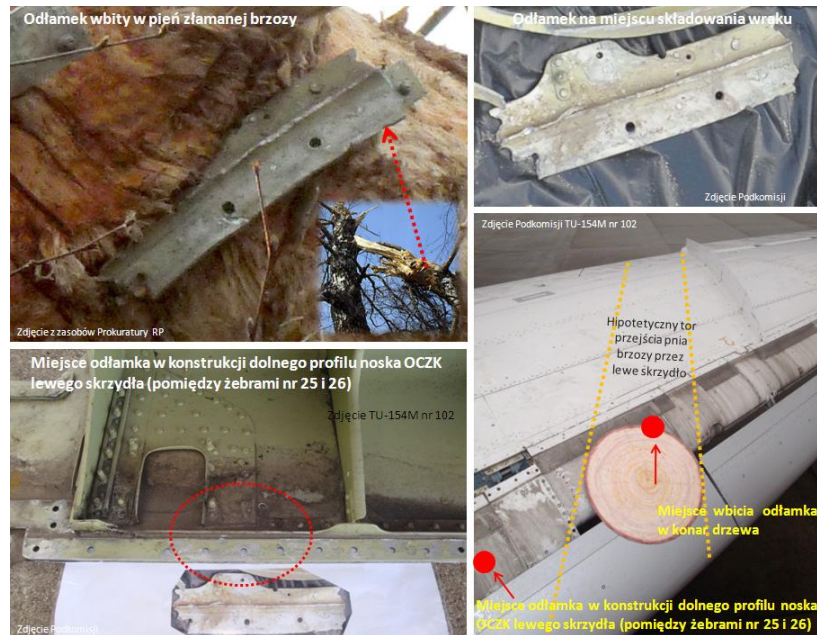 Odłamek wbity w pień złamanej brzozy
Zdjęcie z zasobów Prokuratury RP
Odłamek na miejscu składowania wraku
Zdjęcie Podkomisji
Miejsce odłamka w konstrukcji dolnego profilu noska OCZK
lewego skrzydła (pomiędzy żebrami nr 25 i 26)
Zdjęcie TU-154M nr 102
Zdjęcie Podkomisji
Zdjęcie Podkomisji TU-154M nr 102
Hipotetyczny tor
przejścia pnia
brzozy przez
lewe skrzydło
Miejsce wbicia odłamka
w konar drzewa
Miejsce odłamka w konstrukcji dolnego profilu noska
OCZK lewego skrzydła (pomiędzy żebrami nr 25 i 26)